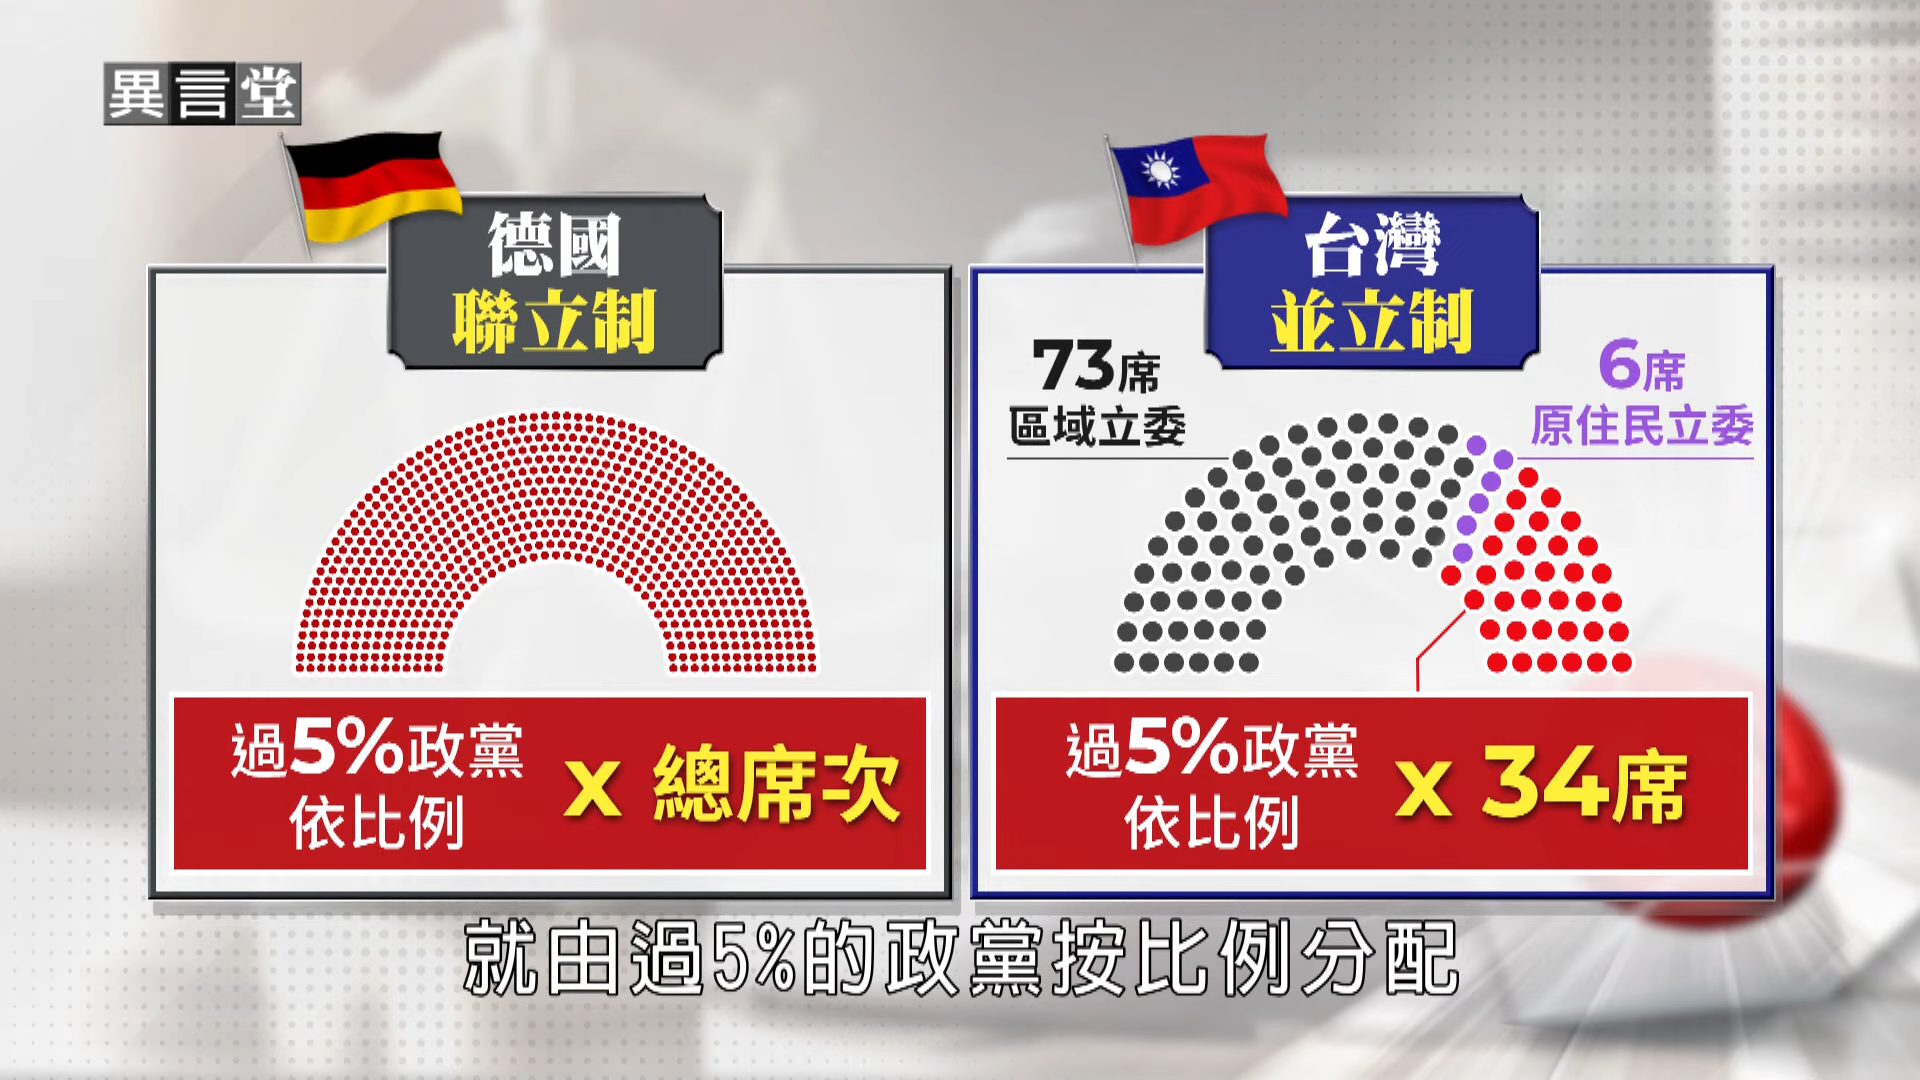 異言堂
德國
聯立制
過5%政黨
依比例
x 總席次
台灣
並立制
73席
區域立委
6席
原住民立委
過5%政黨
依比例
x 34席
就由過5%的政黨按比例分配